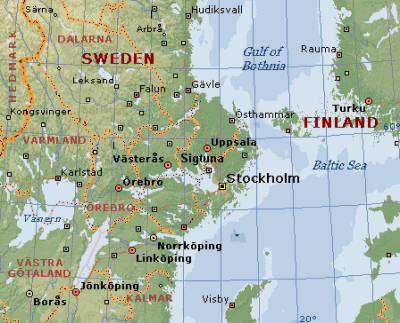 Särna
Hudiksvall
Arbrå
DALARNA
SWEDEN
Gulf of
Bothnia
Rauma
HEDMARK
Leksand
Falun
Gävle
Turku
Kongsvinger
Östhammar
FINLAND
60°
VÄRMLAND
Uppsala
Västerås
Sigtuna
Baltic Sea
Karlstad
Örebro
Stockholm
ÖREBRO
Vänern
Norrköping
Linköping
VÄSTRA
GÖTALAND
Jönköping
KALMAR
Borås
Visby
20°